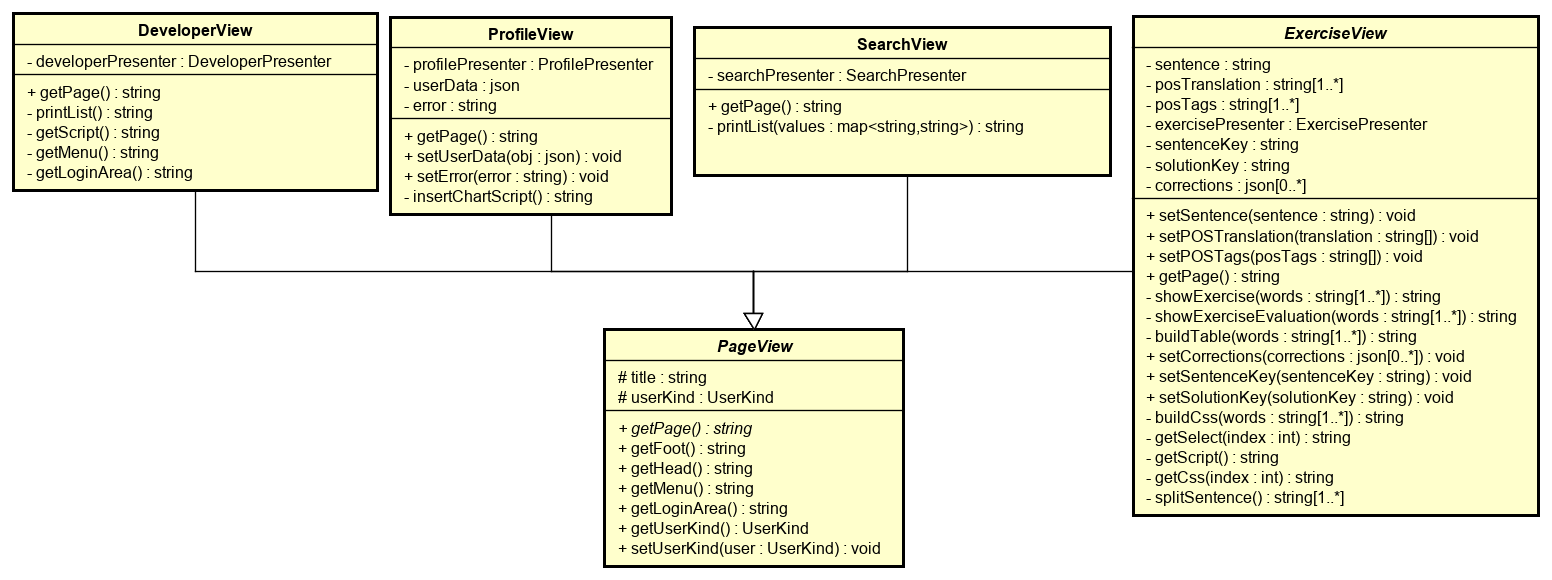 DeveloperView
- developerPresenter : DeveloperPresenter
+ getPage() : string
- printList() : string
- getScript() : string
- getMenu() : string
- getLoginArea() : string
ProfileView
- profilePresenter : ProfilePresenter
- userData : json
- error : string
+ getPage() : string
+ setUserData(obj : json) : void
+ setError(error : string) : void
- insertChartScript() : string
SearchView
- searchPresenter : SearchPresenter
+ getPage() : string
- printList(values : map<string,string>) : string
ExerciseView
- sentence : string
- posTranslation : string[1..*]
- posTags : string[1..*]
- exercisePresenter : ExercisePresenter
- sentenceKey : string
- solutionKey : string
- corrections : json[0..*]
+ setSentence(sentence : string) : void
+ setPOSTranslation(translation : string[]) : void
+ setPOSTags(posTags : string[]) : void
+ getPage() : string
- showExercise(words : string[1..*]) : string
- showExerciseEvaluation(words : string[1..*]) : string
- buildTable(words : string[1..*]) : string
+ setCorrections(corrections : json[0..*]) : void
+ setSentenceKey(sentenceKey : string) : void
+ setSolutionKey(solutionKey : string) : void
- buildCss(words : string[1..*]) : string
- getSelect(index : int) : string
- getScript() : string
- getCss(index : int) : string
- splitSentence() : string[1..*]
PageView
# title : string
# userKind : UserKind
+ getPage() : string
+ getFoot() : string
+ getHead() : string
+ getMenu() : string
+ getLoginArea() : string
+ getUserKind() : UserKind
+ setUserKind(user : UserKind) : void